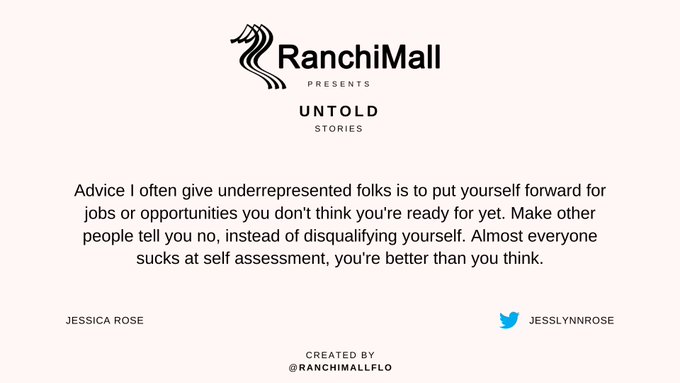 RanchiMall
PRESENTS
UNTOLD
STORIES
Advice I often give underrepresented folks is to put yourself forward for
jobs or opportunities you don't think you're ready for yet. Make other
people tell you no, instead of disqualifying yourself. Almost everyone
sucks at self assessment, you're better than you think.
JESSICA ROSE
JESSLYNNROSE
CREATED BY
@RANCHIMALLFLO